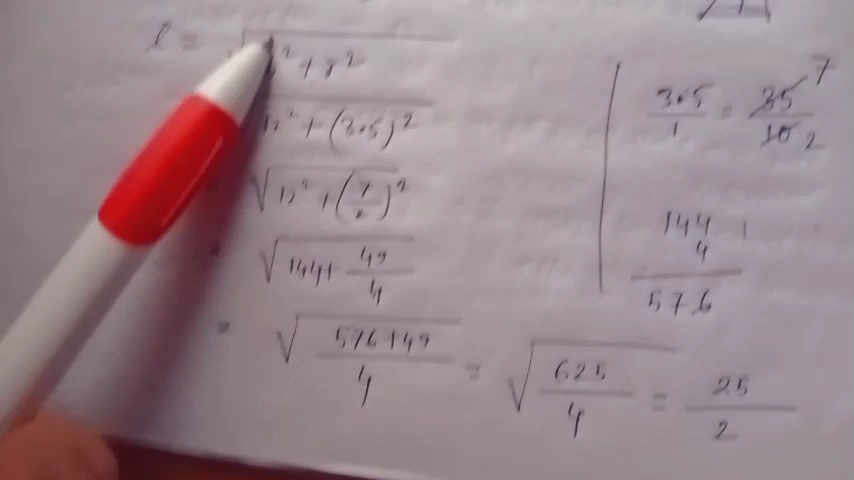 l = √ ² + r²
√12² + (3.5)²
= √12² + (7/2)²
= √144 + 49/4
= √(576 + 49)/4 = √625/4 = 25/2
3.5/1 = 35/10 7 2
144
4
576